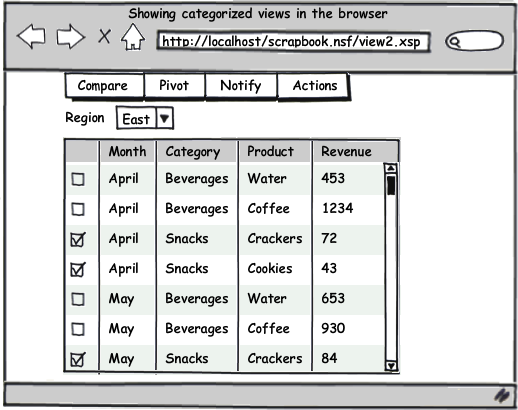 Showing categorized views in the browser
http://localhost/scrapbook.nsf/view2.xsp
Compare Pivot Notify Actions
Region East
Month Category Product Revenue
April Beverages Water 453
April Beverages Coffee 1234
April Snacks Crackers 72
April Snacks Cookies 43
May Beverages Water 653
May Beverages Coffee 930
May Snacks Crackers 84